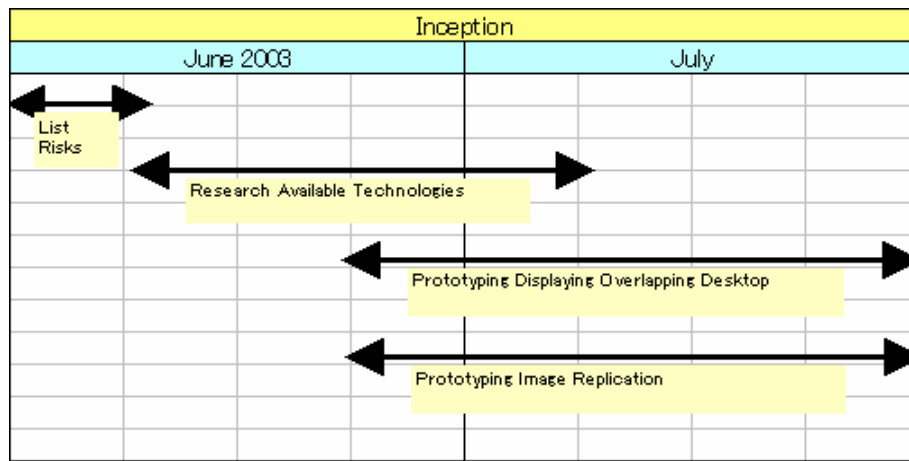 Inception
June 2003
July
List
Risks
Research Available Technologies
Prototyping Displaying Overlapping Desktop
Prototyping Image Replication